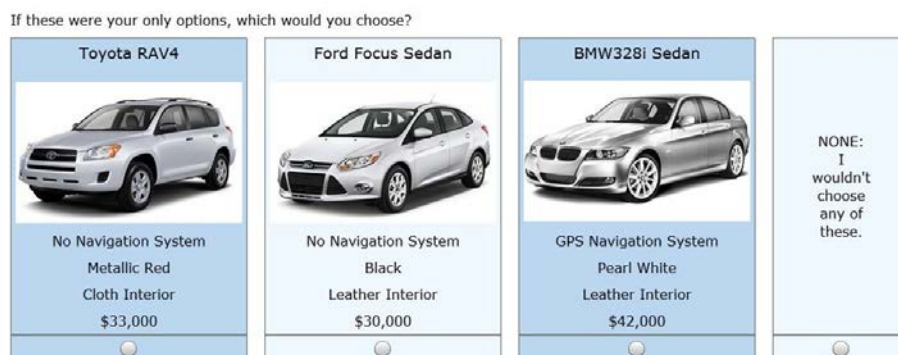 If these were your only options, which would you choose?
Toyota RAV4
No Navigation System
Metallic Red
Cloth Interior
$33,000
Ford Focus Sedan
No Navigation System
Black
Leather Interior
$30,000
BMW328i Sedan
GPS Navigation System
Pearl White
Leather Interior
$42,000
NONE:
I
wouldn't
choose
any of
these.